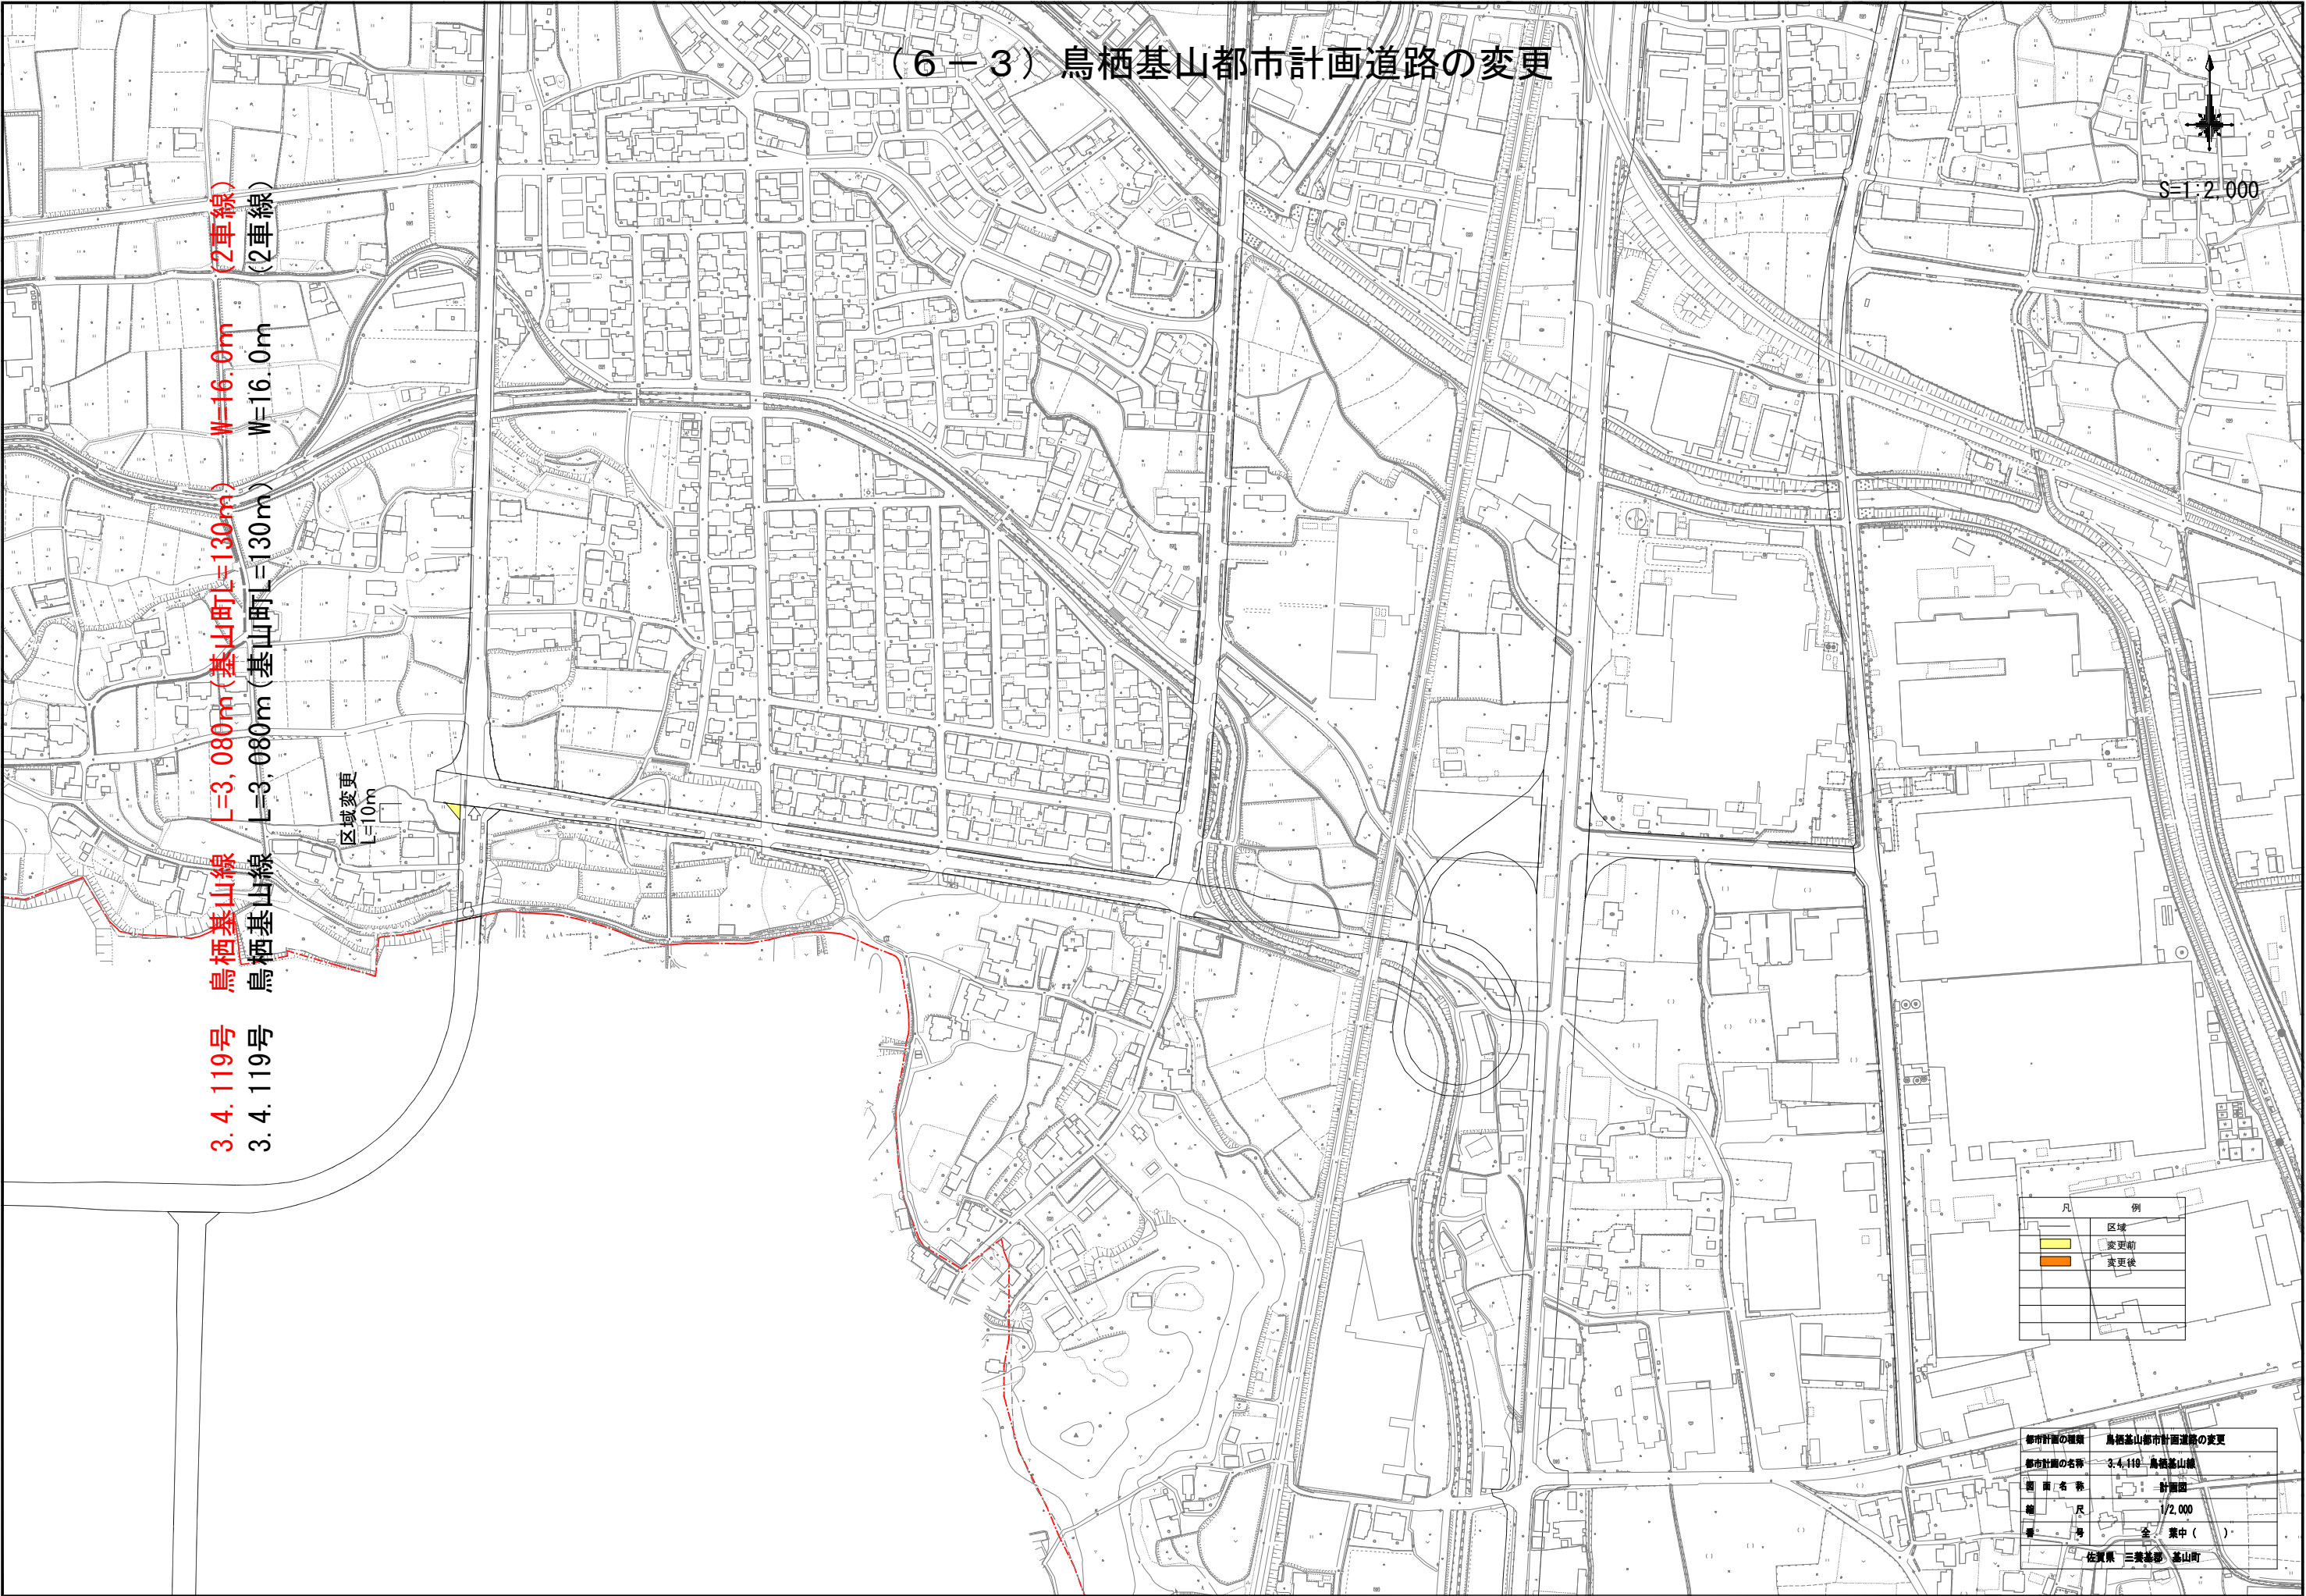 （6－3）鳥栖基山都市計画道路の変更
S=1:2,000
3.4.119号 鳥栖基山線 L=3,080m(基山町L=130m) W=16.0m (2車線)
3.4.119号 鳥栖基山線 L=3,080m(基山町L=130m) W=16.0m (2車線)
区域変更
L=10m
凡 例
区域
変更前
変更後
都市計画の種類 鳥栖基山都市計画道路の変更
都市計画の名称 3.4.119 鳥栖基山線
図面名称 計画図
縮尺 1/2,000
番号 全 葉中（ ）
佐賀県 三養基郡 基山町